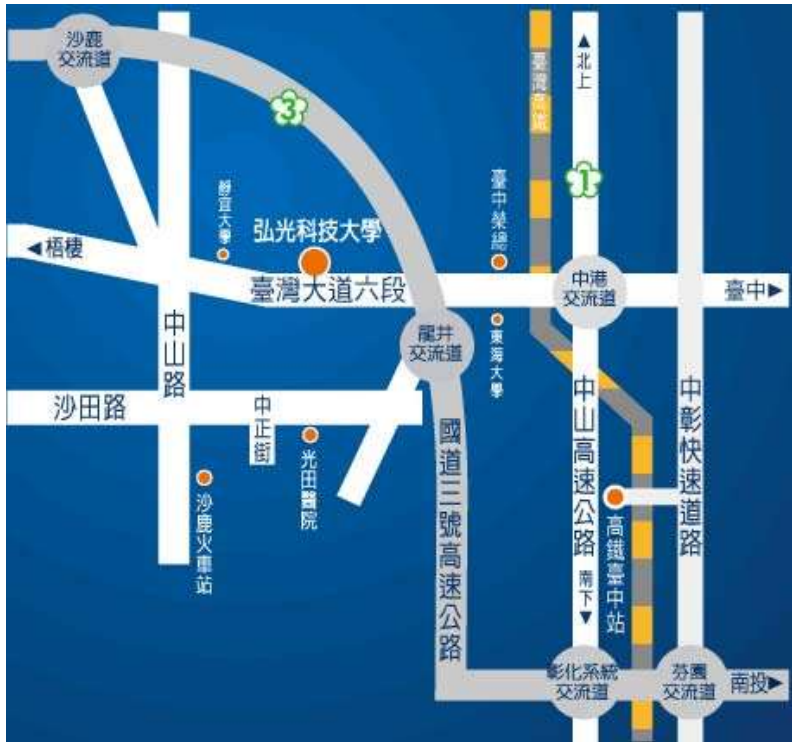 沙鹿
交流道
3
臺灣高鐵
▲北上
1
靜宜大學
弘光科技大學
臺中榮總
◀梧棲
臺灣大道六段
中港
交流道
臺中▶
中山路
龍井
交流道
東海大學
沙田路
中正街
光田醫院
沙鹿火車站
國道三號高速公路
中山高速公路
南下▼
中彰快速道路
高鐵臺中站
彰化系統
交流道
芬園
交流道
南投▶